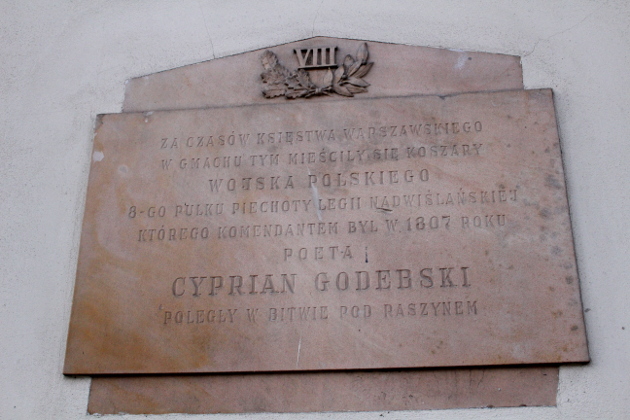 VIII
ZA CZASÓW KSIĘSTWA WARSZAWSKIEGO
W GMACHU TYM MIEŚCIŁY SIĘ KOSZARY
WOJSKA POLSKIEGO
8-GO PUŁKU PIECHOTY LEGII NADWIŚLAŃSKIEJ
KTÓREGO KOMENDANTEM BYŁ W 1807 ROKU
POETA
CYPRIAN GODEBSKI
POLEGŁY W BITWIE POD RASZYNEM